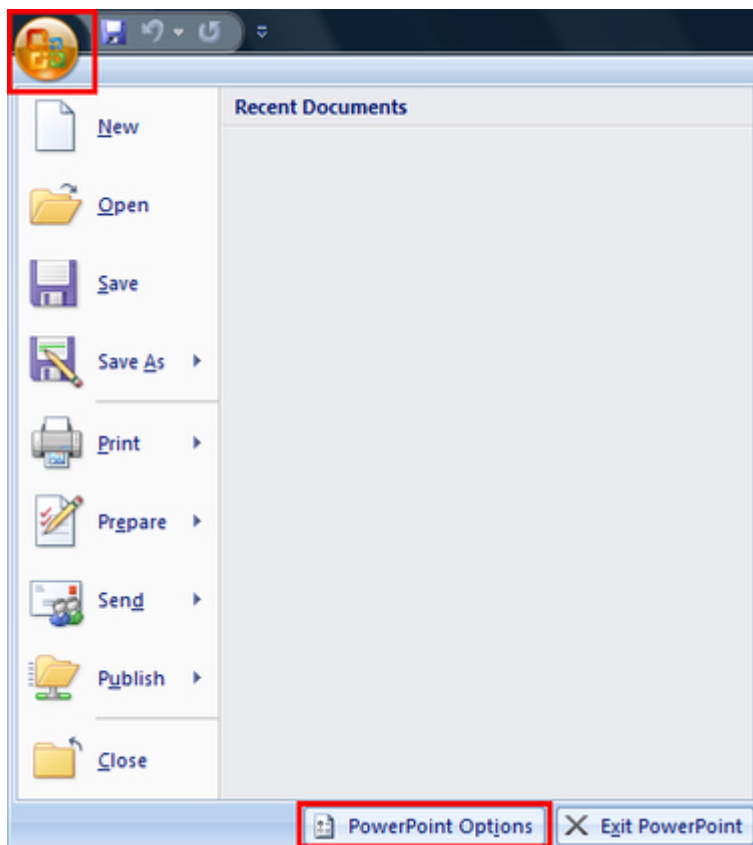 Recent Documents
New
Open
Save
Save As
Print
Prepare
Send
Publish
Close
PowerPoint Options
Exit PowerPoint